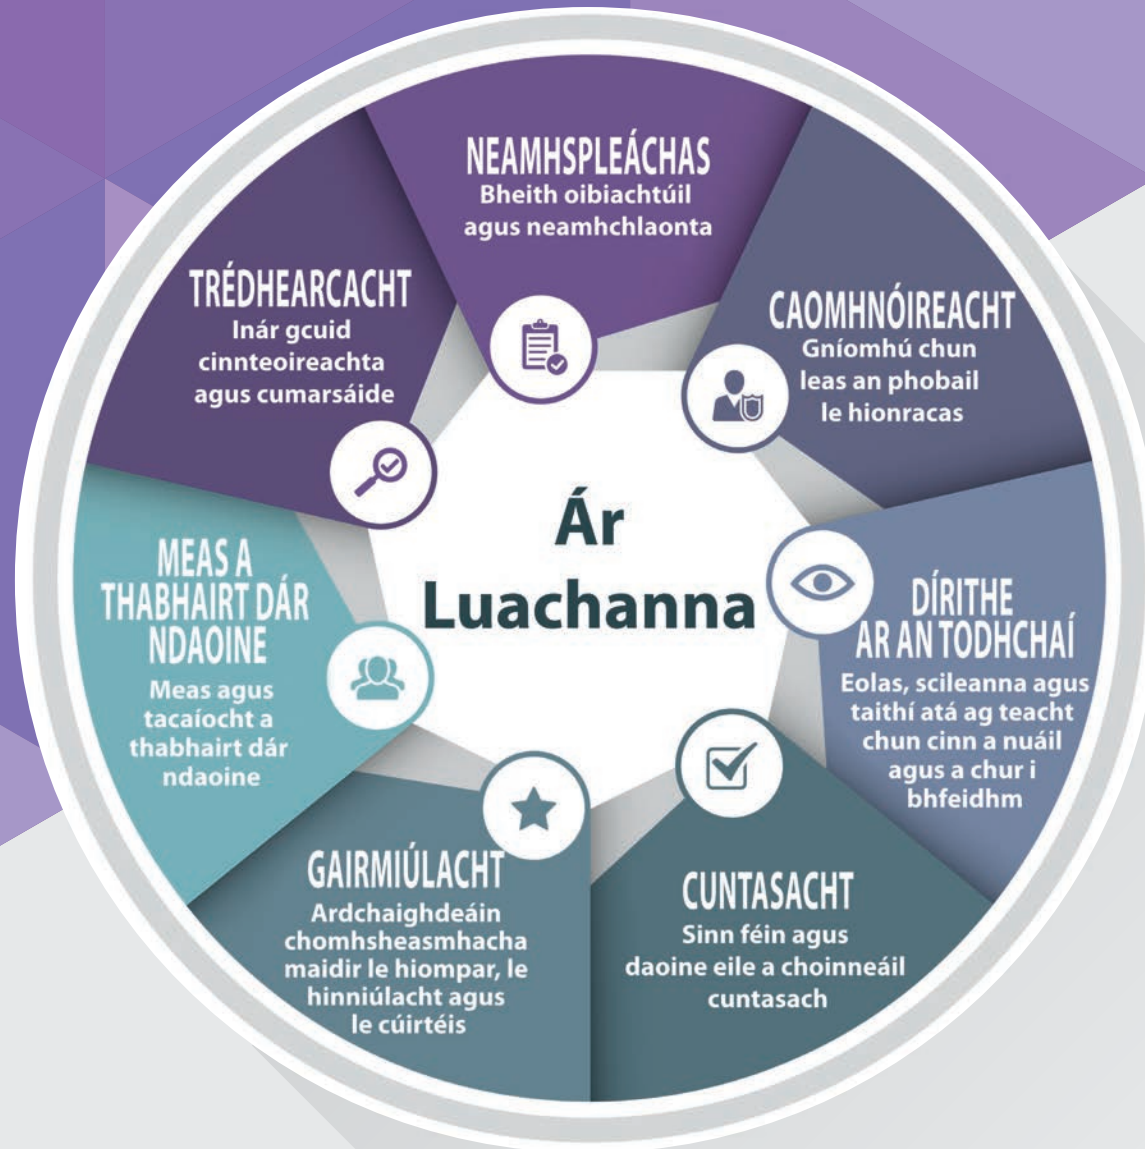 Ár
Luachanna
NEAMHSPLEÁCHAS
Bheith oibiachtúil
agus neamhchlaonta
CAOMHNÓIREACHT
Gníomhú chun
leas an phobail
le hionracas
DÍRITHE
AR AN TODHCHAÍ
Eolas, scileanna agus
taithí atá ag teacht
chun cinn a nuáil
agus a chur i
bhfeidhm
CUNTASACHT
Sinn féin agus
daoine eile a choinneáil
cuntasach
GAIRMIÚLACHT
Ardchaighdeáin
chomhsheasmhacha
maidir le hiompar, le
hinniúlacht agus
le cúirtéis
MEAS A
THABHAIRT DÁR
NDAOINE
Meas agus
tacaíocht a
thabhairt dár
ndaoine
TRÉDHEARCACHT
Inár gcuid
cinnteoireachta
agus cumarsáide